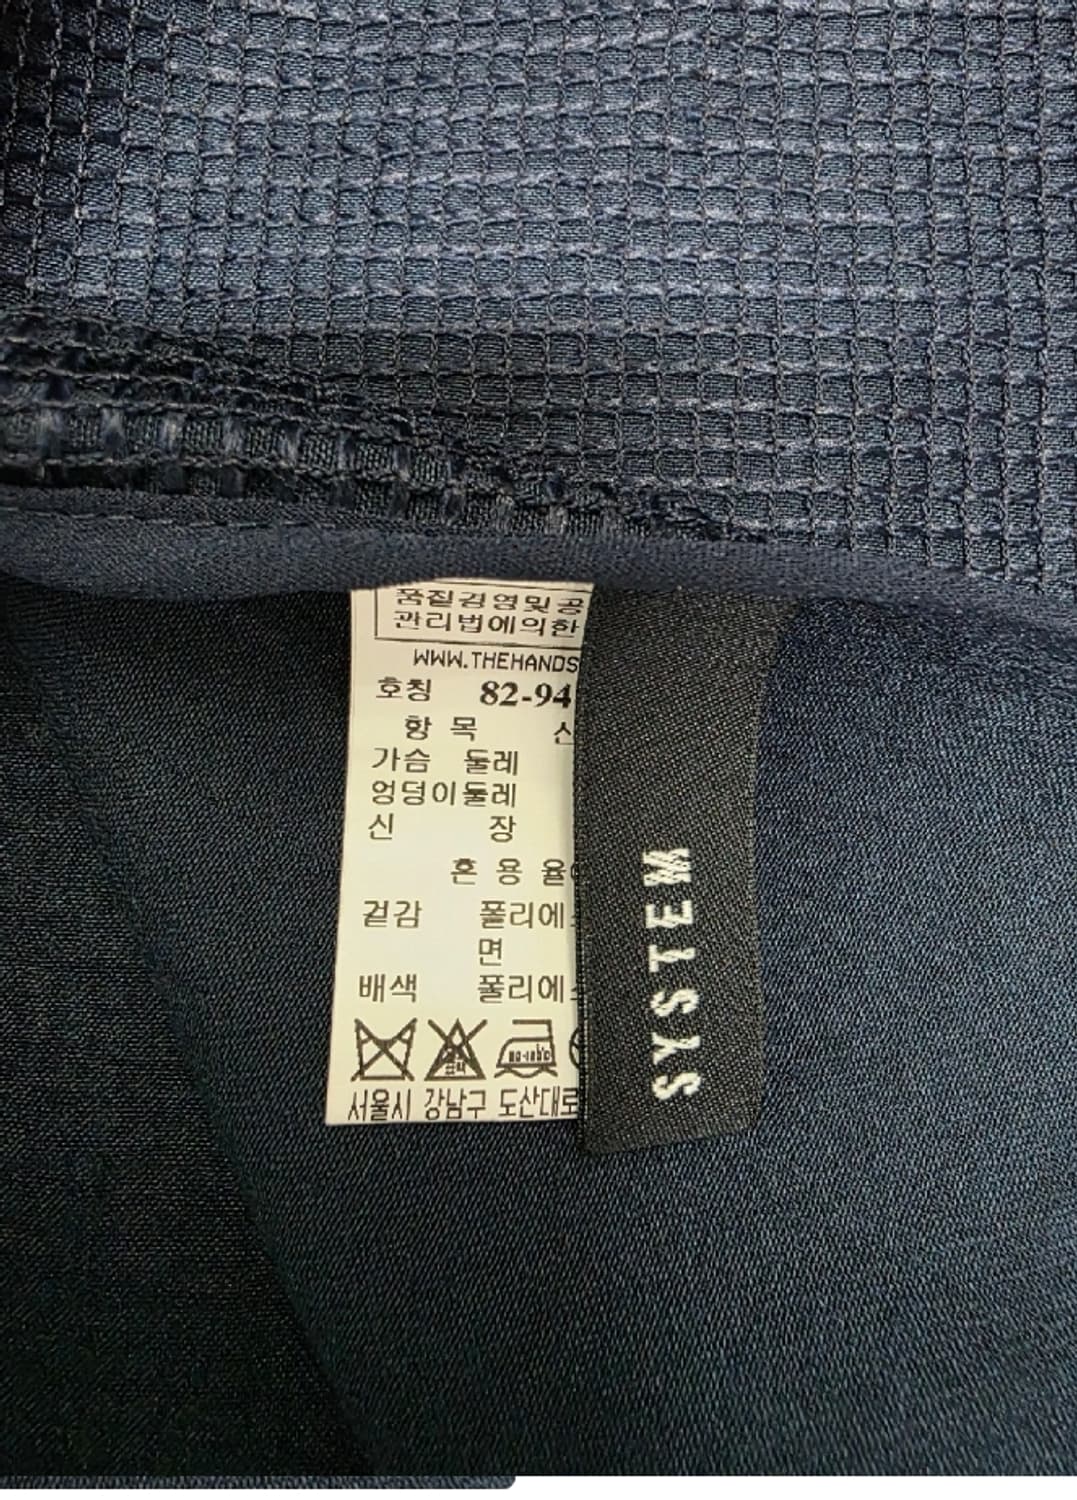 품질경영및공
관리법에의한
WWW.THEHANDS
호칭 82-94
항 목
가슴 둘레
엉덩이둘레
신 장
혼 용 율
겉감 폴리에
면
배색 폴리에
서울시 강남구 도산대로
SYSTEM